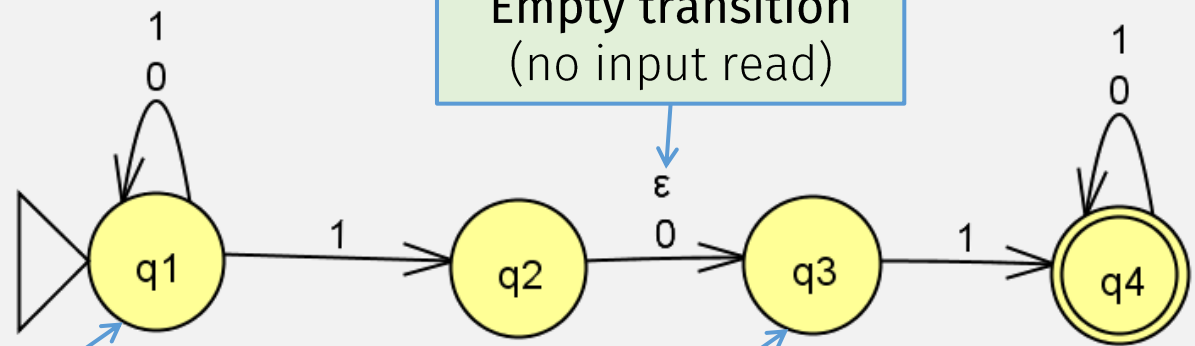 Empty transition
(no input read)
1
0
1
0
ε
0
1
1
q1
q2
q3
q4